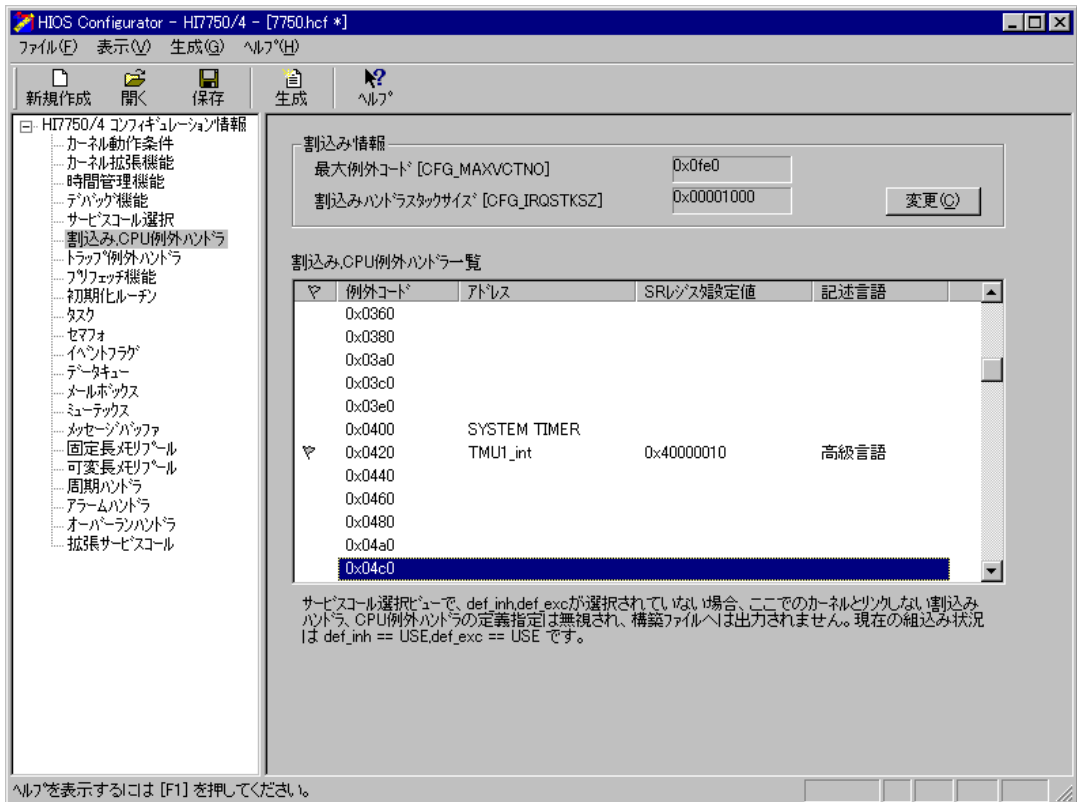 HIOS Configurator - HI7750/4 - [7750.hcf *]
ファイル(F) 表示(V) 生成(G) ヘルプ(H)
新規作成 開く 保存 生成 ヘルプ
HI7750/4 コンフィギュレーション情報
カーネル動作条件
カーネル拡張機能
時間管理機能
デバッグ機能
サービスコール選択
割込み,CPU例外ハンドラ
トラップ例外ハンドラ
プリフェッチ機能
初期化ルーチン
タスク
セマフォ
イベントフラグ
データキュー
メールボックス
ミューテックス
メッセージバッファ
固定長メモリプール
可変長メモリプール
周期ハンドラ
アラームハンドラ
オーバーランハンドラ
拡張サービスコール
割込み情報
最大例外コード [CFG_MAXVCTNO] 0x0fe0
割込みハンドラスタックサイズ [CFG_IRQSTKSZ] 0x00001000 変更(C)
割込み,CPU例外ハンドラ一覧
例外コード アドレス SRレジスタ設定値 記述言語
0x0360
0x0380
0x03a0
0x03c0
0x03e0
0x0400 SYSTEM TIMER
0x0420 TMU1_int 0x40000010 高級言語
0x0440
0x0460
0x0480
0x04a0
0x04c0
サービスコール選択ビューで、def_inh,def_excが選択されていない場合、ここでのカーネルとリンクしない割込み
ハンドラ、CPU例外ハンドラの定義指定は無視され、構築ファイルへは出力されません。現在の組込み状況
は def_inh == USE,def_exc == USE です。
ヘルプを表示するには [F1] を押してください。